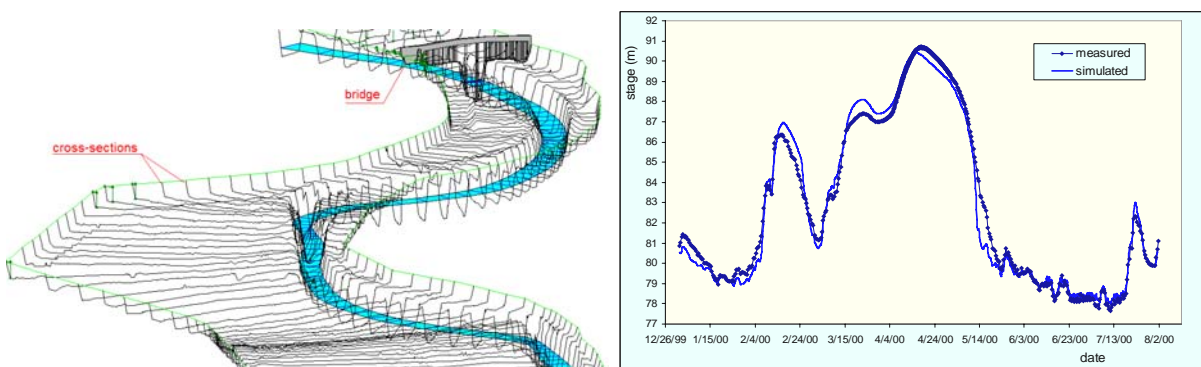 bridge
cross-sections
stage (m)
92
91
90
89
88
87
86
85
84
83
82
81
80
79
78
77
measured
simulated
12/26/99 1/15/00 2/4/00 2/24/00 3/15/00 4/4/00 4/24/00 5/14/00 6/3/00 6/23/00 7/13/00 8/2/00
date